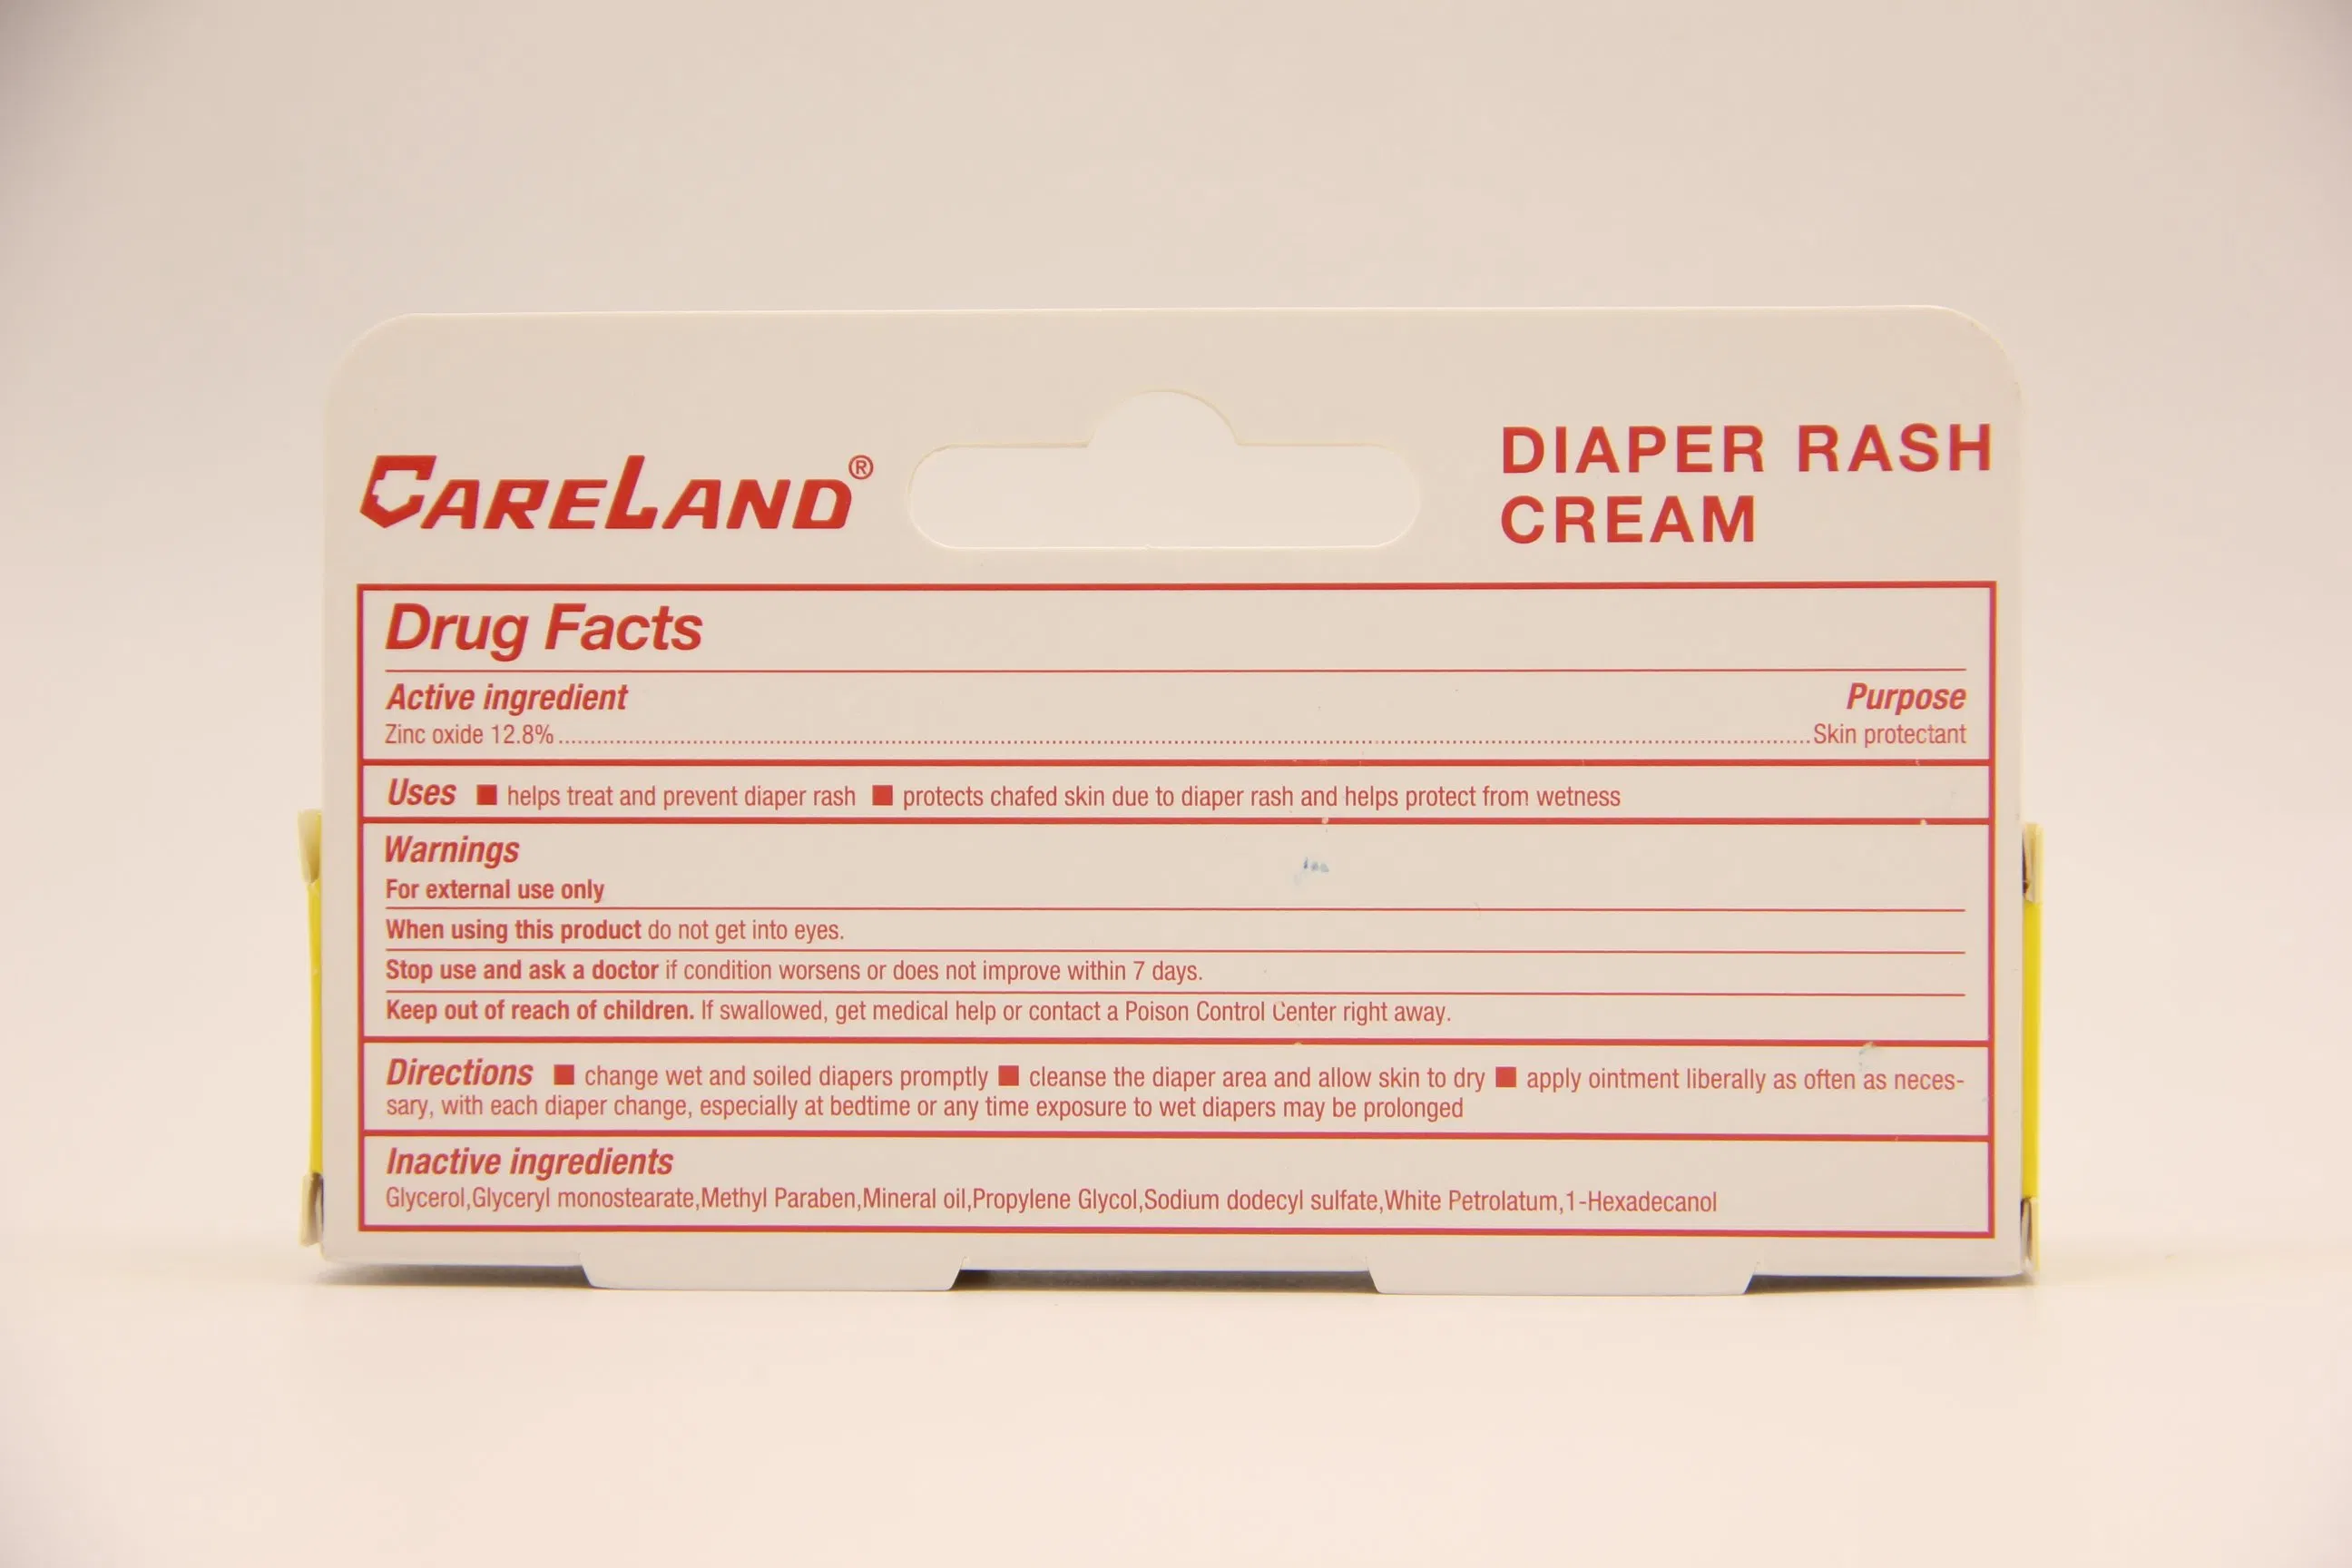 CARELAND®
DIAPER RASH
CREAM
Drug Facts
Active ingredient Purpose
Zinc oxide 12.8%........................................Skin protectant
Uses ■ helps treat and prevent diaper rash ■ protects chafed skin due to diaper rash and helps protect from wetness
Warnings
For external use only
When using this product do not get into eyes.
Stop use and ask a doctor if condition worsens or does not improve within 7 days.
Keep out of reach of children. If swallowed, get medical help or contact a Poison Control Center right away.
Directions ■ change wet and soiled diapers promptly ■ cleanse the diaper area and allow skin to dry ■ apply ointment liberally as often as neces-
sary, with each diaper change, especially at bedtime or any time exposure to wet diapers may be prolonged
Inactive ingredients
Glycerol,Glyceryl monostearate,Methyl Paraben,Mineral oil,Propylene Glycol,Sodium dodecyl sulfate,White Petrolatum,1-Hexadecanol